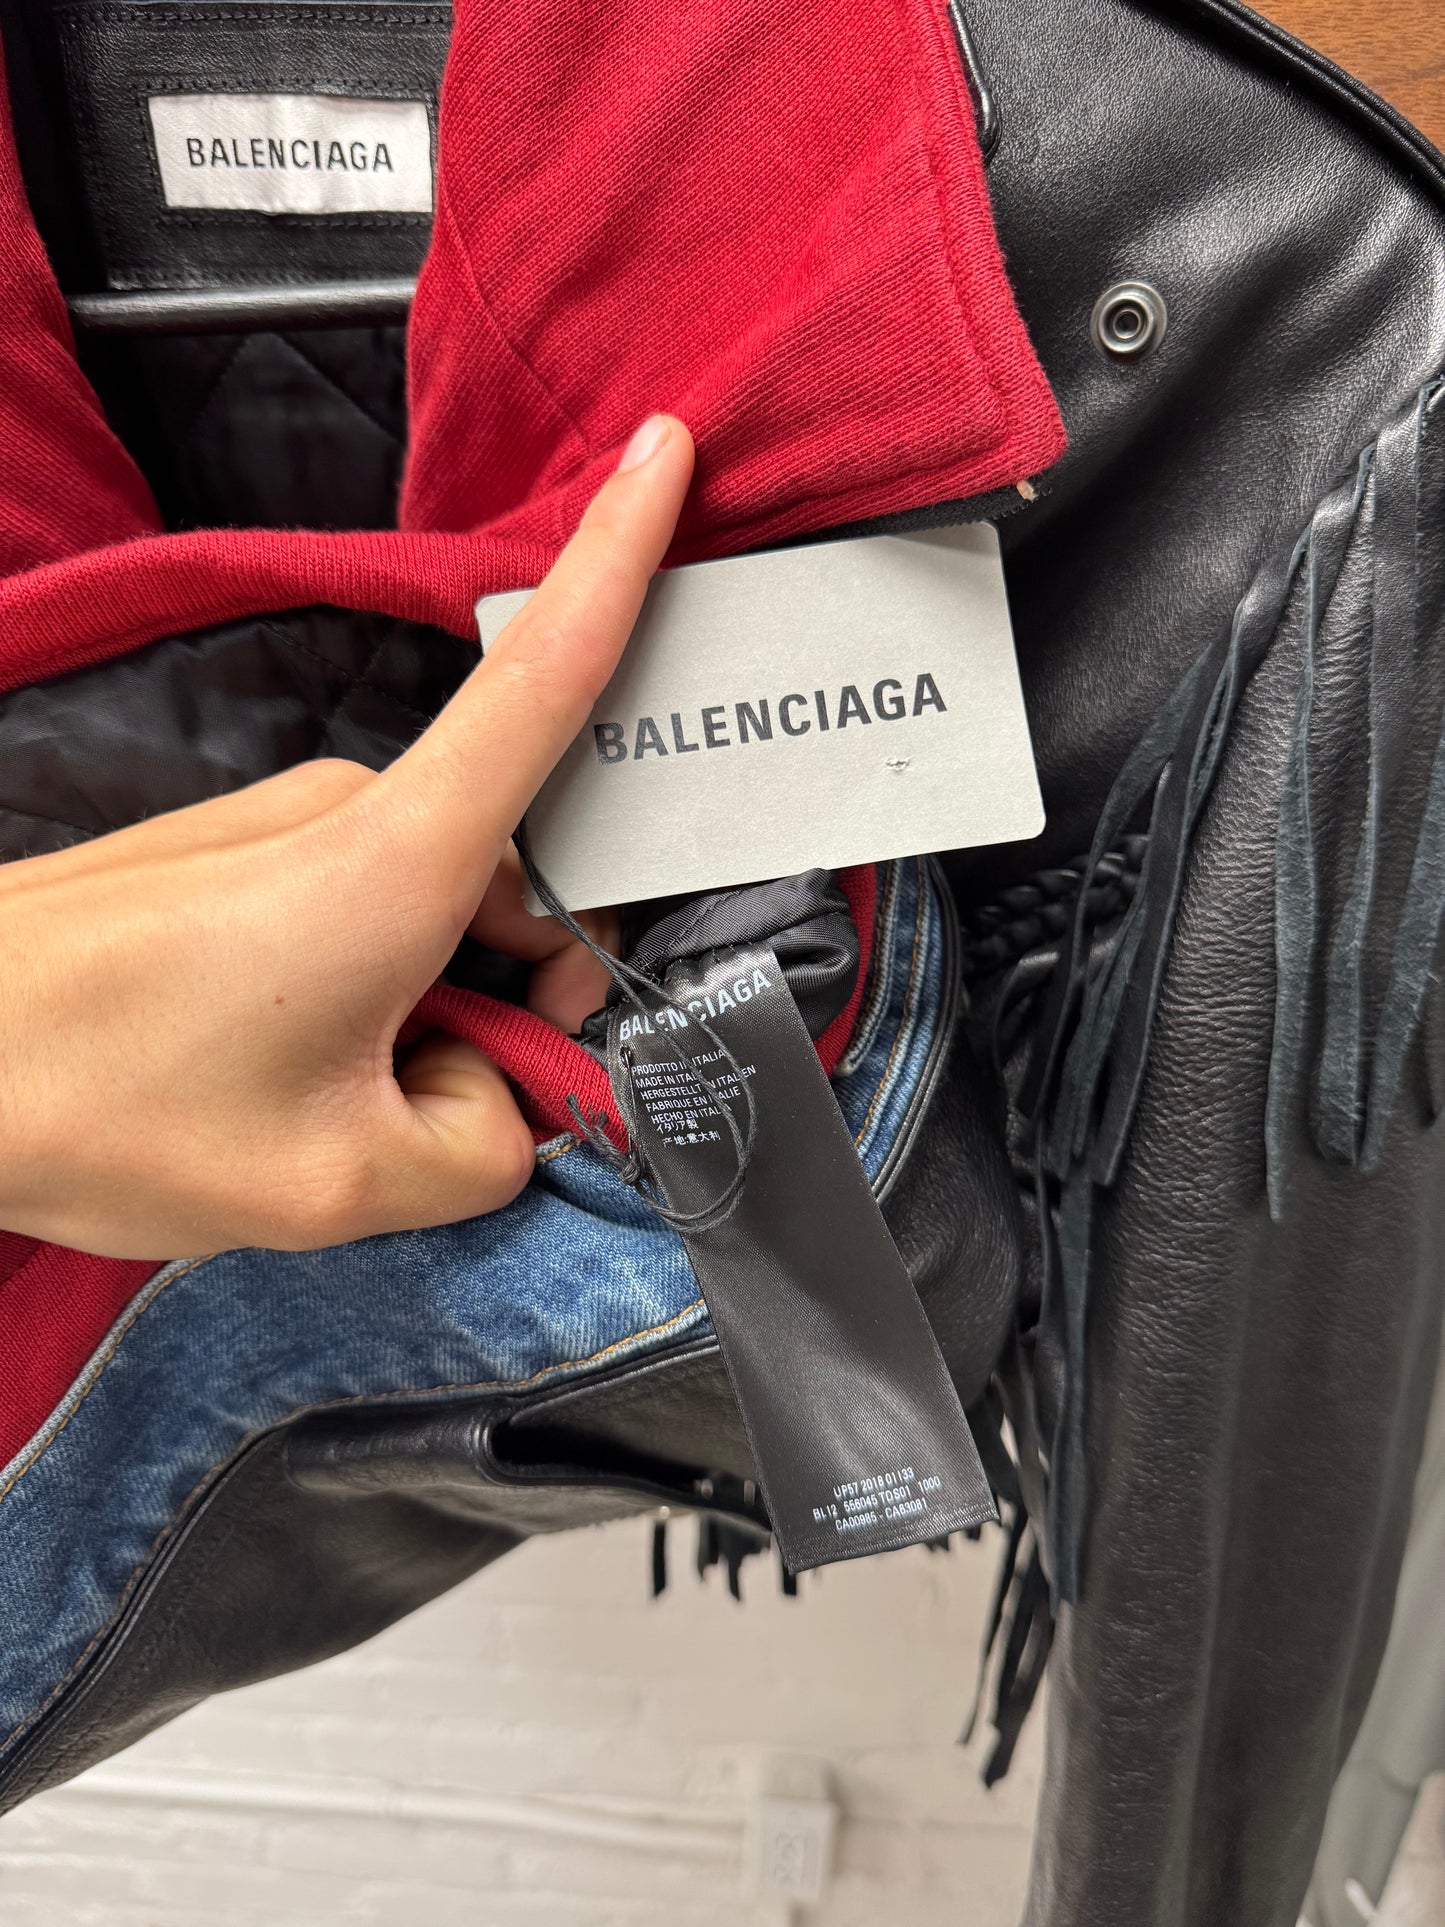 BALENCIAGA
BALENCIAGA
BALENCIAGA
PRODOTTO IN ITALIA
MADE IN ITALY
HERGESTELLT IN ITALIEN
FABRIQUE EN ITALIE
HECHO EN ITALIA
イタリア製
产地:意大利
UP57 2018 01133
BL12 556045 TDS01 1000
CA00985 - CA63081